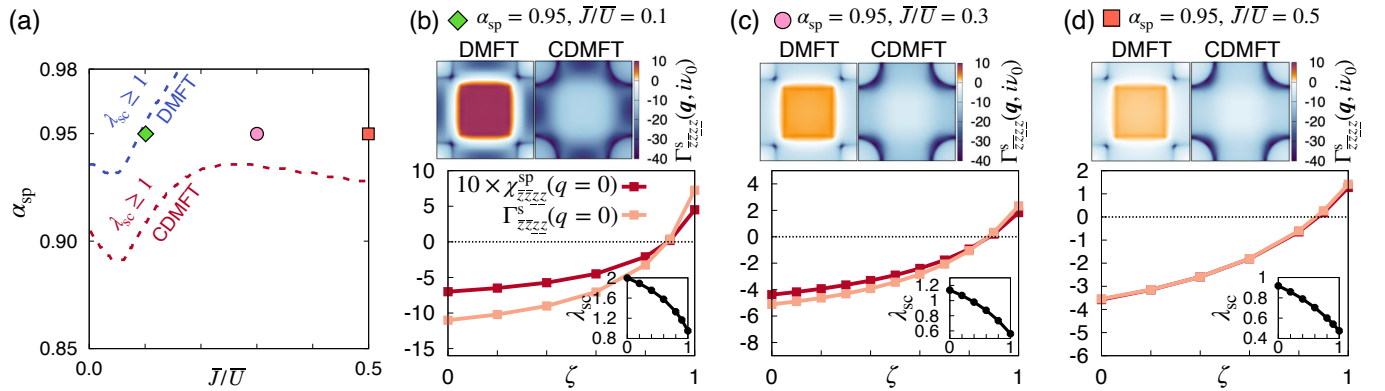 (a)
0.98
0.95
0.90
0.85
α_sp
λ_sc ≥ 1
DMFT
λ_sc ≥ 1
CDMFT
0.0
J̅/U̅
0.5
(b)
α_sp = 0.95, J̅/U̅ = 0.1
DMFT CDMFT
10
0
−10
−20
−30
−40
Γ^s_{z̅z̅z̲z̲}(q, iν_0)
10
5
0
−5
−10
−15
10 × χ^sp_{z̅z̅z̲z̲}(q = 0)
Γ^s_{z̅z̅z̲z̲}(q = 0)
2
1.6
1.2
0.8
λ_sc
0 1
0 ζ 1
(c)
α_sp = 0.95, J̅/U̅ = 0.3
DMFT CDMFT
10
0
−10
−20
−30
−40
Γ^s_{z̅z̅z̲z̲}(q, iν_0)
4
2
0
−2
−4
−6
−8
1.2
1
0.8
0.6
λ_sc
0 1
0 ζ 1
(d)
α_sp = 0.95, J̅/U̅ = 0.5
DMFT CDMFT
10
0
−10
−20
−30
−40
Γ^s_{z̅z̅z̲z̲}(q, iν_0)
2
1
0
−1
−2
−3
−4
−5
−6
1
0.8
0.6
0.4
λ_sc
0 1
0 ζ 1